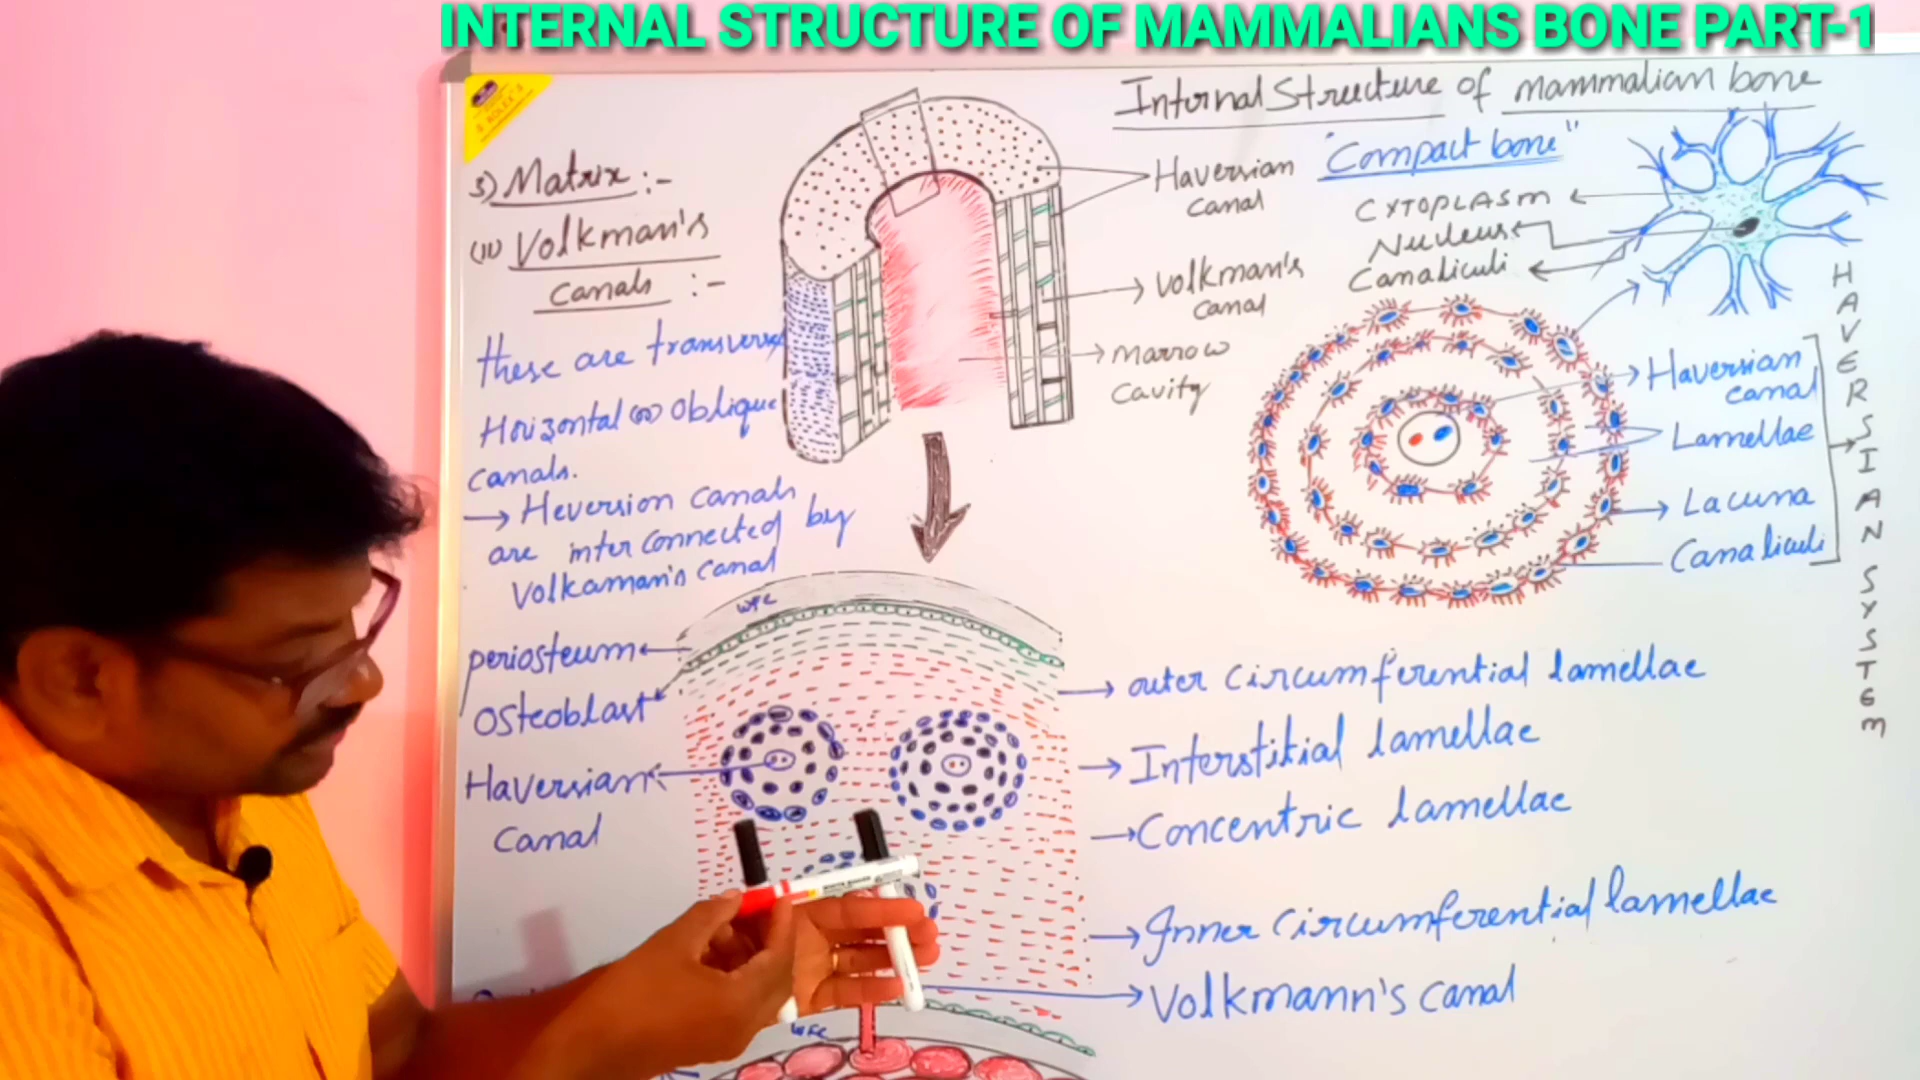 INTERNAL STRUCTURE OF MAMMALIANS BONE PART-1
Internal Structure of mammalian bone
"Compact bone"
3) Matrix:-
(ii) Volkman's
canals :-
these are transverse
Horizontal (or) Oblique
canals.
→ Heversion canals
are inter connected by
Volkaman's canal
periosteum
osteoblast
Haversian
canal
Haversian
canal
Volkman's
canal
marrow
cavity
CYTOPLASM
Nucleus
Canaliculi
Haversian
canal
Lamellae
Lacuna
Canaliculi
HAVERSIAN SYSTEM
WFC
outer circumferential lamellae
Interstitial lamellae
Concentric lamellae
Inner circumferential lamellae
Volkmann's canal
WFC